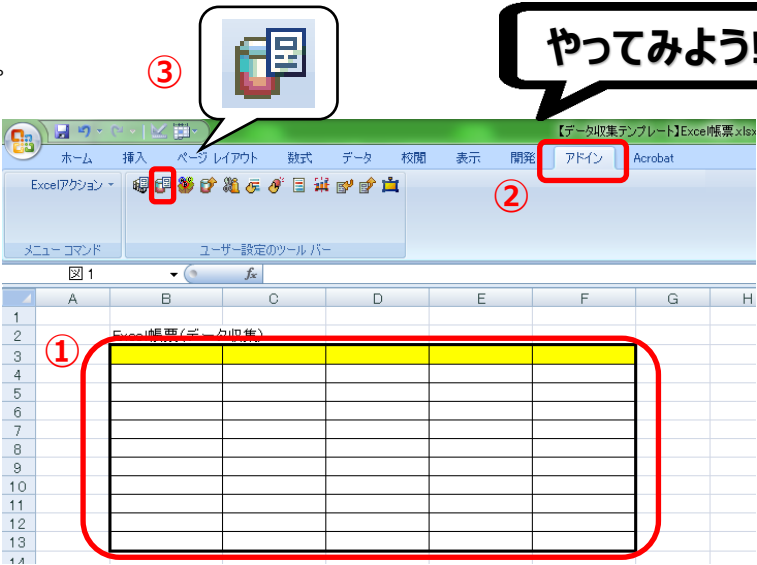 やってみよう!
。
③
【データ収集テンプレート】Excel帳票.xlsx
ホーム 挿入 ページ レイアウト 数式 データ 校閲 表示 開発 アドイン Acrobat
Excelアクション
②
メニュー コマンド ユーザー設定のツール バー
図 1 fx
A B C D E F G H
1
2 Excel帳票(データ収集)
①
3
4
5
6
7
8
9
10
11
12
13
14